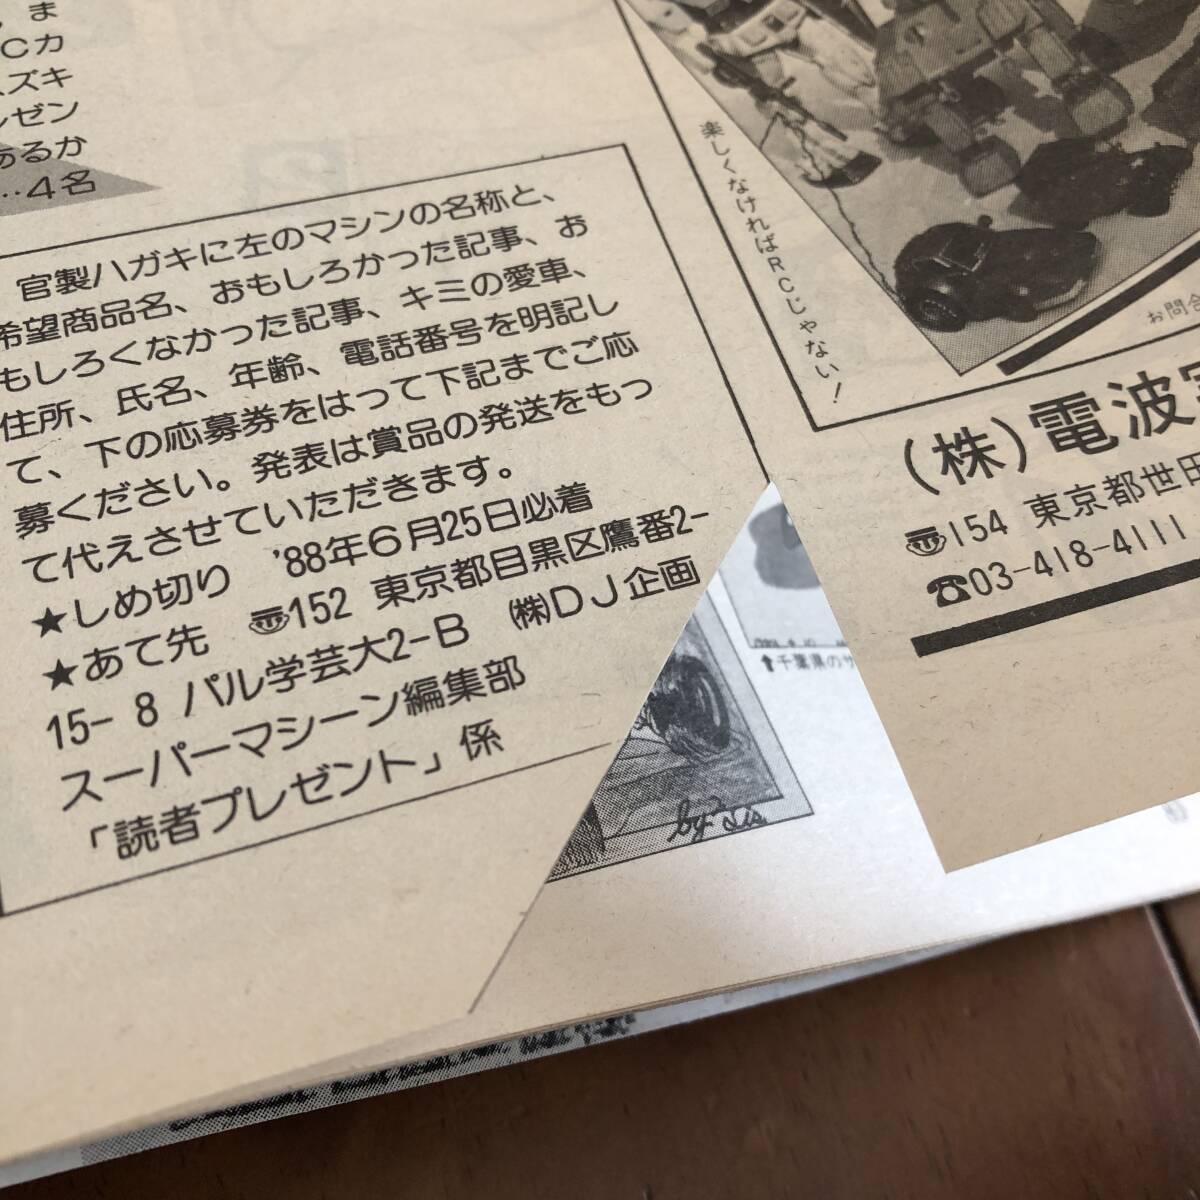 、ま
Cカ
スズキ
レゼン
あるか
…4名
官製ハガキに左のマシンの名称と、
希望商品名、おもしろかった記事、お
もしろくなかった記事、キミの愛車、
住所、氏名、年齢、電話番号を明記し
て、下の応募券をはって下記までご応
募ください。発表は賞品の発送をもっ
て代えさせていただきます。
★しめ切り '88年6月25日必着
★あて先 〠152 東京都目黒区鷹番2-
15-8 パル学芸大2-B ㈱DJ企画
スーパーマシーン編集部
「読者プレゼント」係
楽しくなければRCじゃない!
お問合
(株)電波実
〠154 東京都世田
☎03-418-4111
↑千葉県のサ
by